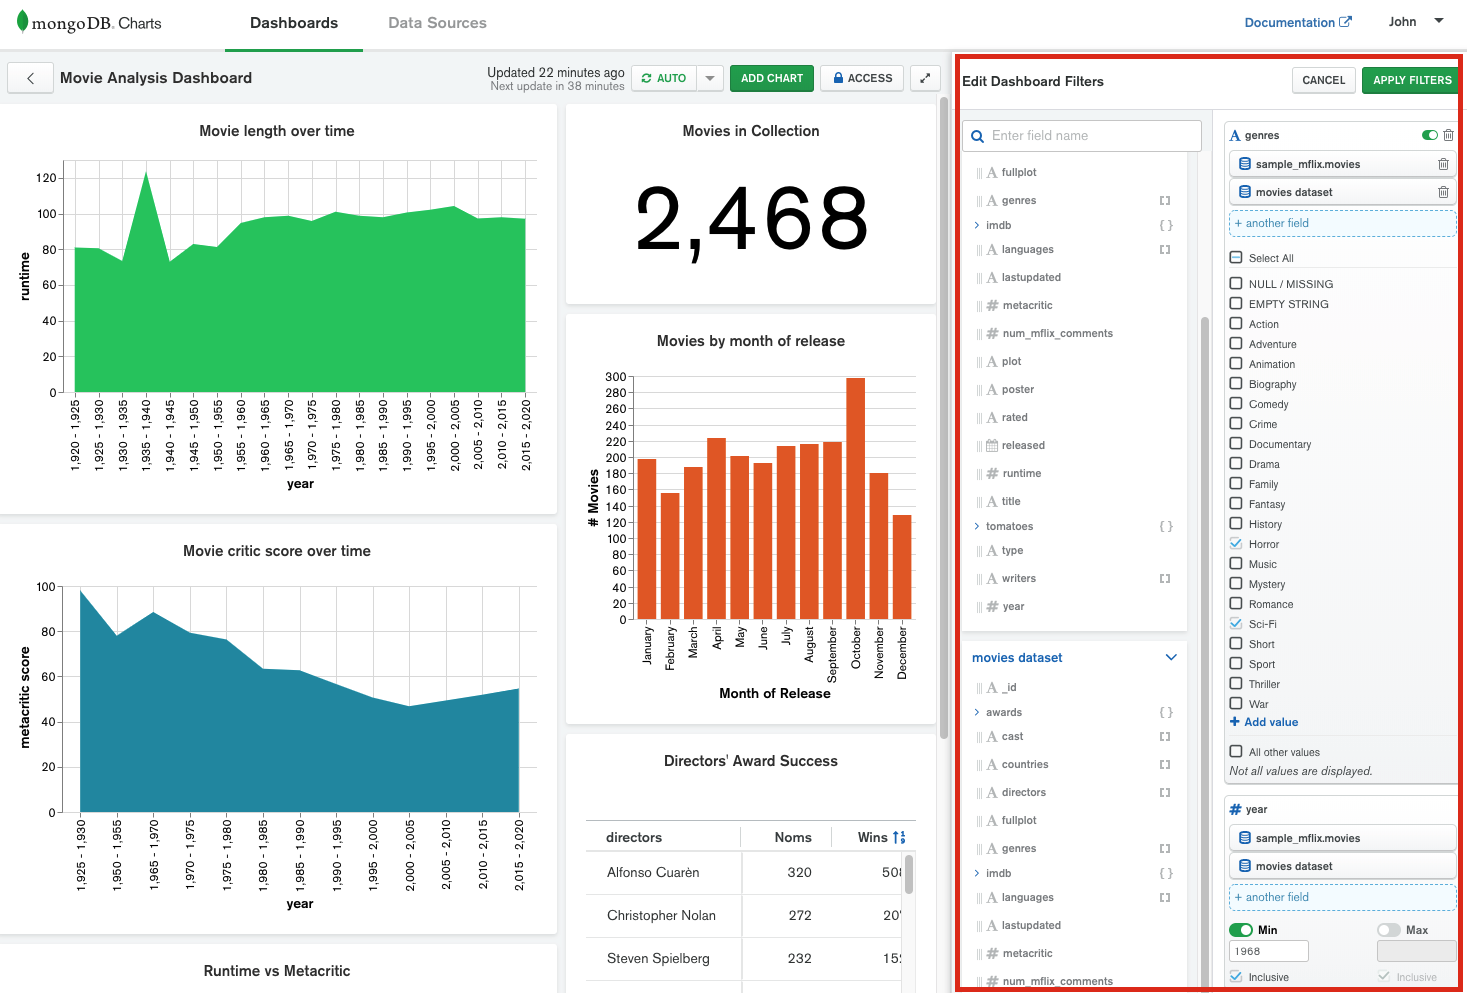 mongoDB. Charts
Dashboards
Data Sources
Documentation
John
Movie Analysis Dashboard
Updated 22 minutes ago
Next update in 38 minutes
AUTO
ADD CHART
ACCESS
Movie length over time
120
100
80
60
40
20
0
runtime
1,920 - 1,925
1,925 - 1,930
1,930 - 1,935
1,935 - 1,940
1,940 - 1,945
1,945 - 1,950
1,950 - 1,955
1,955 - 1,960
1,960 - 1,965
1,965 - 1,970
1,970 - 1,975
1,975 - 1,980
1,980 - 1,985
1,985 - 1,990
1,990 - 1,995
1,995 - 2,000
2,000 - 2,005
2,005 - 2,010
2,010 - 2,015
2,015 - 2,020
year
Movie critic score over time
100
80
60
40
20
0
metacritic score
1,925 - 1,930
1,950 - 1,955
1,965 - 1,970
1,970 - 1,975
1,975 - 1,980
1,980 - 1,985
1,985 - 1,990
1,990 - 1,995
1,995 - 2,000
2,000 - 2,005
2,005 - 2,010
2,010 - 2,015
2,015 - 2,020
year
Runtime vs Metacritic
Movies in Collection
2,468
Movies by month of release
300
280
260
240
220
200
180
160
140
120
100
80
60
40
20
0
# Movies
January
February
March
April
May
June
July
August
September
October
November
December
Month of Release
Directors' Award Success
directors Noms Wins
Alfonso Cuarèn 320 508
Christopher Nolan 272 20
Steven Spielberg 232 15
Edit Dashboard Filters
CANCEL
APPLY FILTERS
Enter field name
A fullplot
A genres [ ]
imdb { }
A languages [ ]
A lastupdated
# metacritic
# num_mflix_comments
A plot
A poster
A rated
released
# runtime
A title
tomatoes { }
A type
A writers [ ]
# year
movies dataset
A _id
awards { }
A cast [ ]
A countries [ ]
A directors [ ]
A fullplot
A genres [ ]
imdb { }
A languages [ ]
A lastupdated
# metacritic
# num_mflix_comments
A genres
sample_mflix.movies
movies dataset
+ another field
Select All
NULL / MISSING
EMPTY STRING
Action
Adventure
Animation
Biography
Comedy
Crime
Documentary
Drama
Family
Fantasy
History
Horror
Music
Mystery
Romance
Sci-Fi
Short
Sport
Thriller
War
+ Add value
All other values
Not all values are displayed.
# year
sample_mflix.movies
movies dataset
+ another field
Min
Max
1968
Inclusive
Inclusive